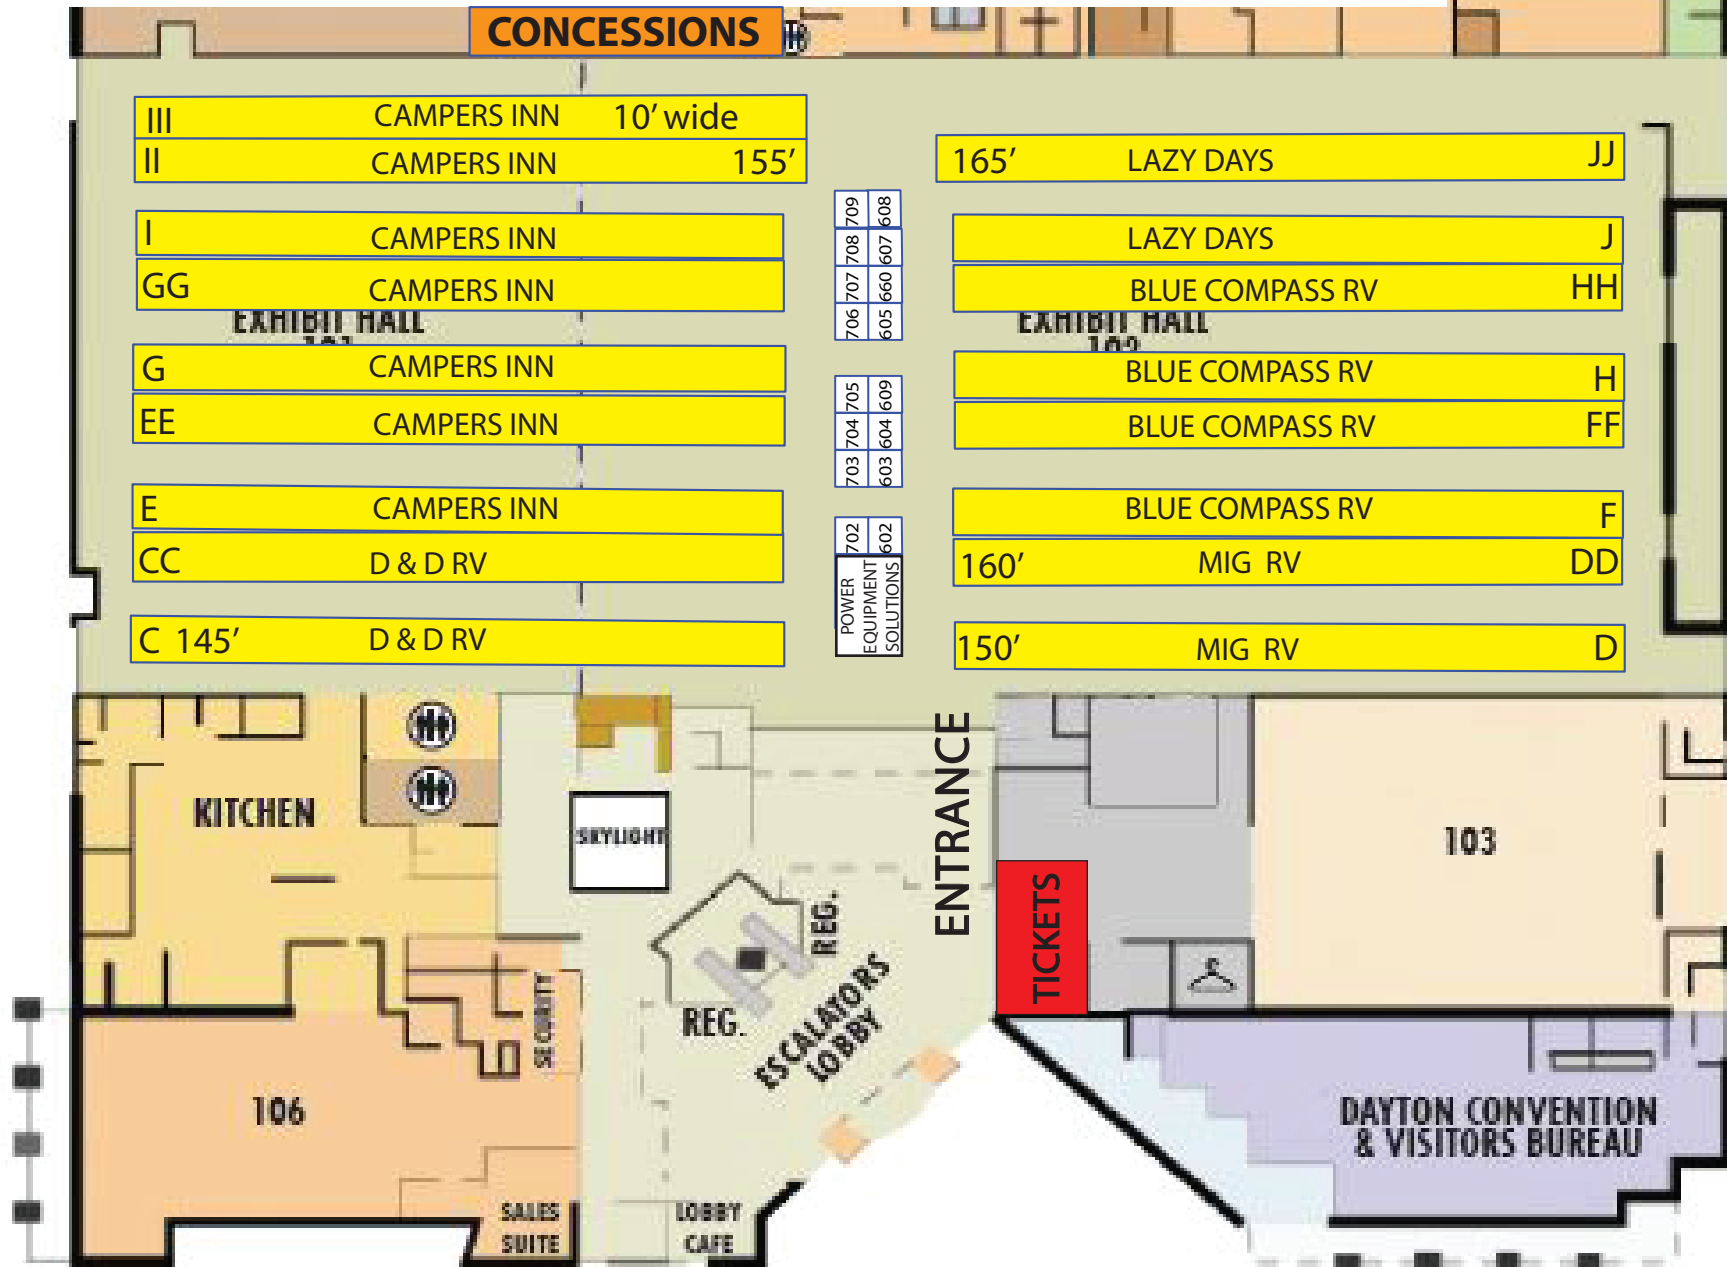 CONCESSIONS
III CAMPERS INN 10' wide
II CAMPERS INN 155'
165' LAZY DAYS JJ
I CAMPERS INN
LAZY DAYS J
GG CAMPERS INN
BLUE COMPASS RV HH
EXHIBIT HALL
101
EXHIBIT HALL
102
G CAMPERS INN
BLUE COMPASS RV H
EE CAMPERS INN
BLUE COMPASS RV FF
E CAMPERS INN
BLUE COMPASS RV F
CC D & D RV
160' MIG RV DD
C 145' D & D RV
150' MIG RV D
709 608
708 607
707 660
706 605
705 609
704 604
703 603
702 602
POWER
EQUIPMENT
SOLUTIONS
KITCHEN
SKYLIGHT
ENTRANCE
TICKETS
103
REG.
REG.
ESCALATORS
LOBBY
SECURITY
106
SALES
SUITE
LOBBY
CAFE
DAYTON CONVENTION
& VISITORS BUREAU